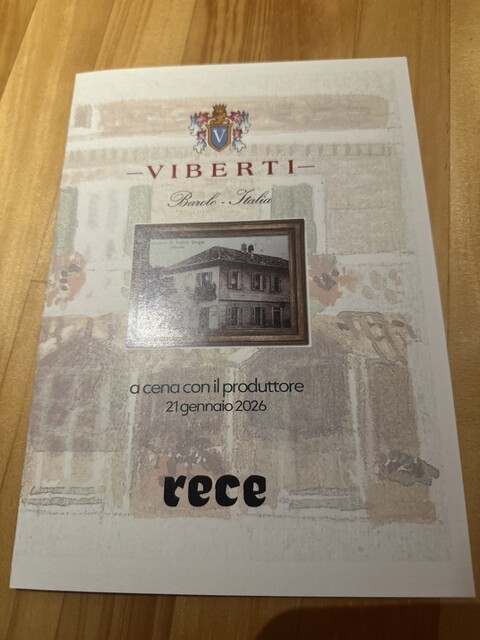 V
VIBERTI
Barolo - Italia
a cena con il produttore
21 gennaio 2026
rece